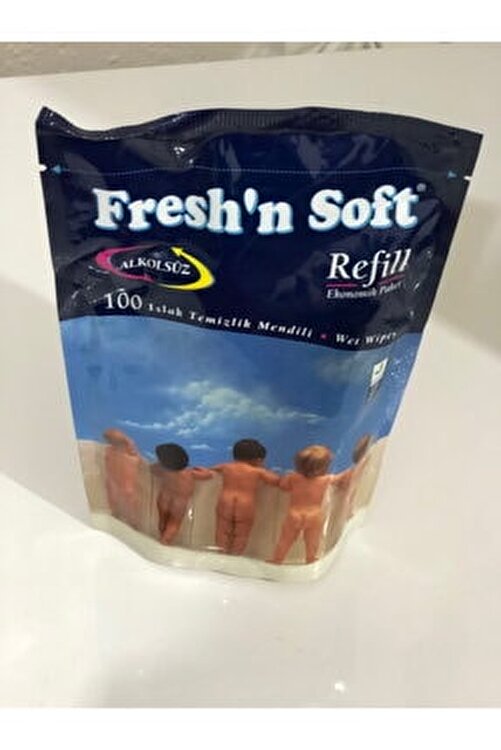 Fresh'n Soft®
ALKOLSÜZ
Refill
Ekonomik Paket
100 Islak Temizlik Mendili • Wet Wipes